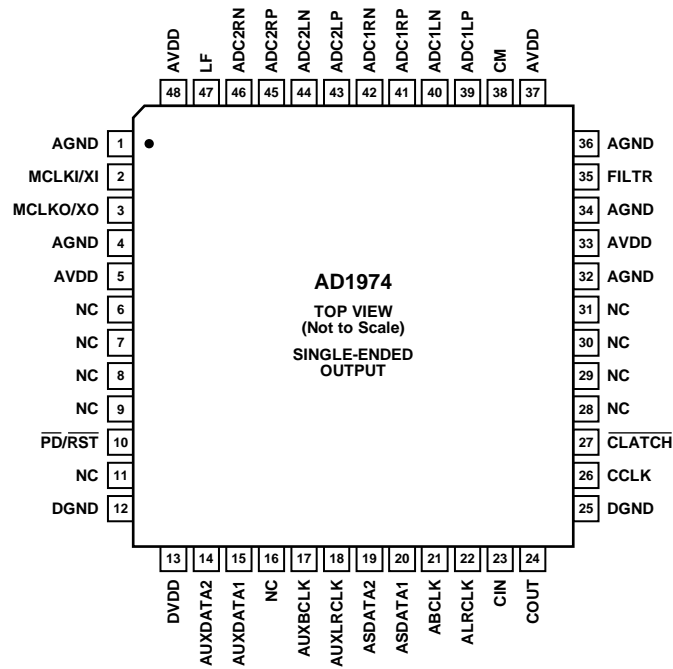 AVDD
LF
ADC2RN
ADC2RP
ADC2LN
ADC2LP
ADC1RN
ADC1RP
ADC1LN
ADC1LP
CM
AVDD
48
47
46
45
44
43
42
41
40
39
38
37
AGND 1
MCLKI/XI 2
MCLKO/XO 3
AGND 4
AVDD 5
NC 6
NC 7
NC 8
NC 9
PD/RST 10
NC 11
DGND 12
AD1974
TOP VIEW
(Not to Scale)
SINGLE-ENDED
OUTPUT
36 AGND
35 FILTR
34 AGND
33 AVDD
32 AGND
31 NC
30 NC
29 NC
28 NC
27 CLATCH
26 CCLK
25 DGND
13
14
15
16
17
18
19
20
21
22
23
24
DVDD
AUXDATA2
AUXDATA1
NC
AUXBCLK
AUXLRCLK
ASDATA2
ASDATA1
ABCLK
ALRCLK
CIN
COUT